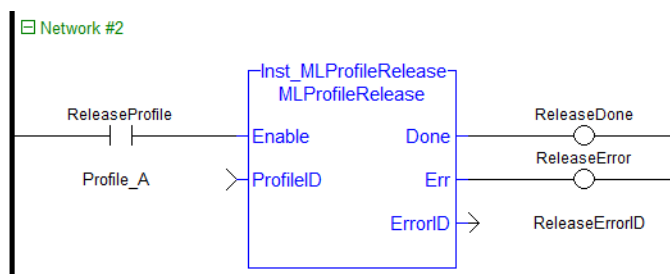 Network #2
Inst_MLProfileRelease
MLProfileRelease
ReleaseProfile
Enable
Done
ReleaseDone
Profile_A
ProfileID
Err
ReleaseError
ErrorID
ReleaseErrorID